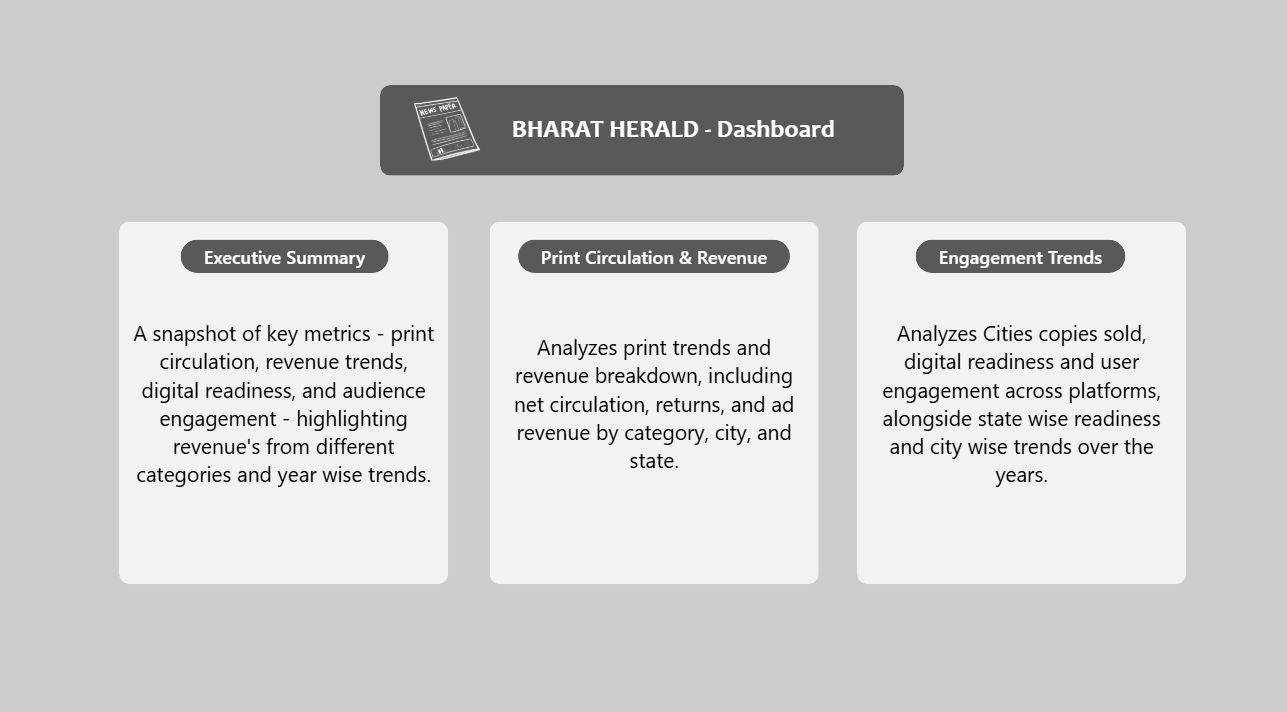 NEWS PAPER
BHARAT HERALD - Dashboard
Executive Summary
A snapshot of key metrics - print
circulation, revenue trends,
digital readiness, and audience
engagement - highlighting
revenue's from different
categories and year wise trends.
Print Circulation & Revenue
Analyzes print trends and
revenue breakdown, including
net circulation, returns, and ad
revenue by category, city, and
state.
Engagement Trends
Analyzes Cities copies sold,
digital readiness and user
engagement across platforms,
alongside state wise readiness
and city wise trends over the
years.